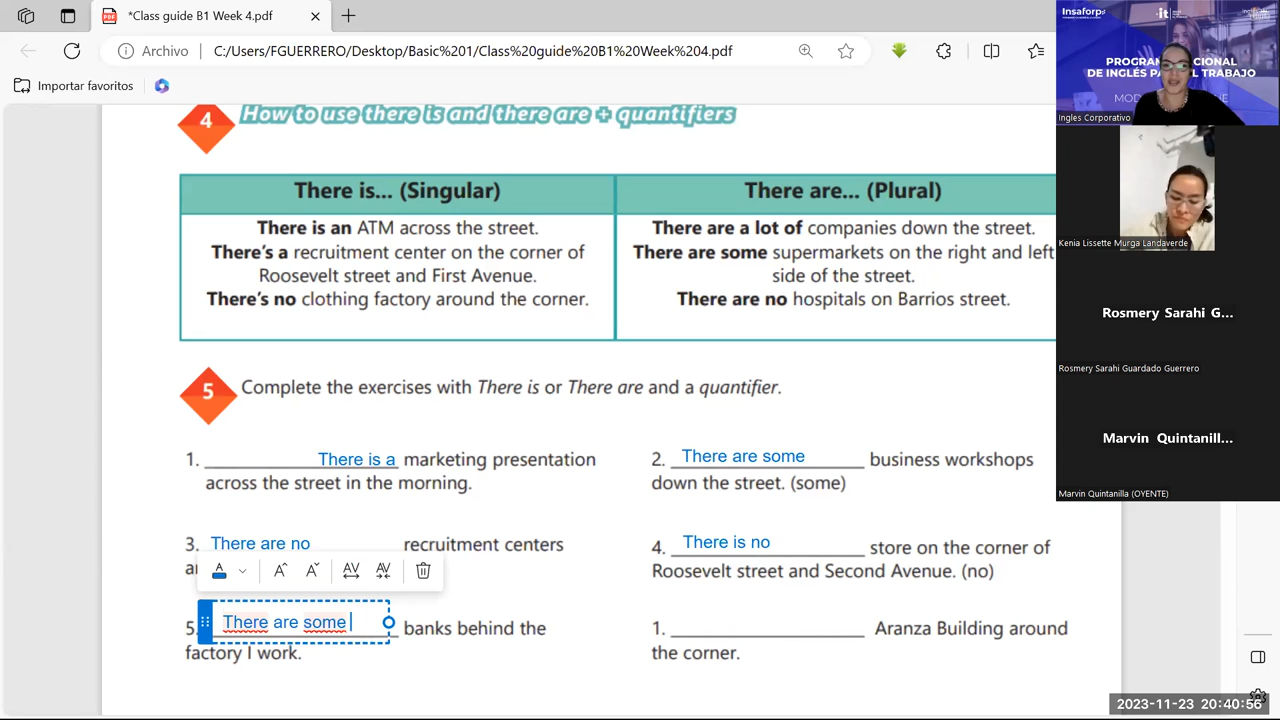 *Class guide B1 Week 4.pdf
Archivo
C:/Users/FGUERRERO/Desktop/Basic%201/Class%20guide%20B1%20Week%204.pdf
Importar favoritos
4
How to use there is and there are + quantifiers
There is... (Singular)
There are... (Plural)
There is an ATM across the street.
There's a recruitment center on the corner of
Roosevelt street and First Avenue.
There's no clothing factory around the corner.
There are a lot of companies down the street.
There are some supermarkets on the right and left
side of the street.
There are no hospitals on Barrios street.
5
Complete the exercises with There is or There are and a quantifier.
1. There is a marketing presentation
across the street in the morning.
2. There are some business workshops
down the street. (some)
3. There are no recruitment centers
4. There is no store on the corner of
Roosevelt street and Second Avenue. (no)
5. There are some banks behind the
factory I work.
1. ____________________ Aranza Building around
the corner.
Insaforp
PROGRAMA NACIONAL
DE INGLÉS PARA EL TRABAJO
Ingles Corporativo
Kenia Lissette Murga Landaverde
Rosmery Sarahi G...
Rosmery Sarahi Guardado Guerrero
Marvin Quintanill...
Marvin Quintanilla (OYENTE)
2023-11-23 20:40:56